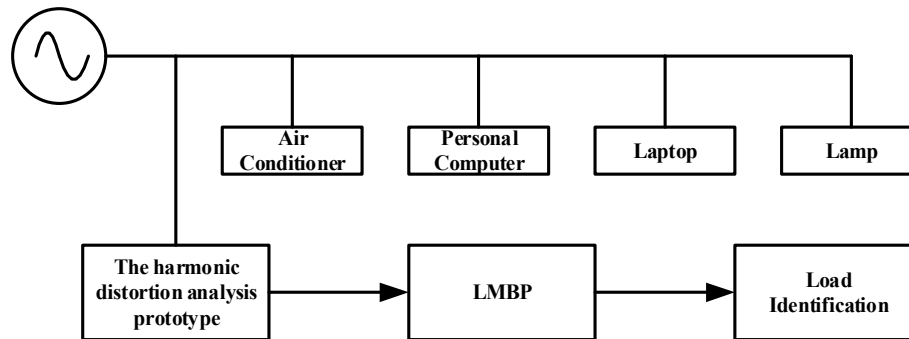 Air
Conditioner
Personal
Computer
Laptop
Lamp
The harmonic
distortion analysis
prototype
LMBP
Load
Identification